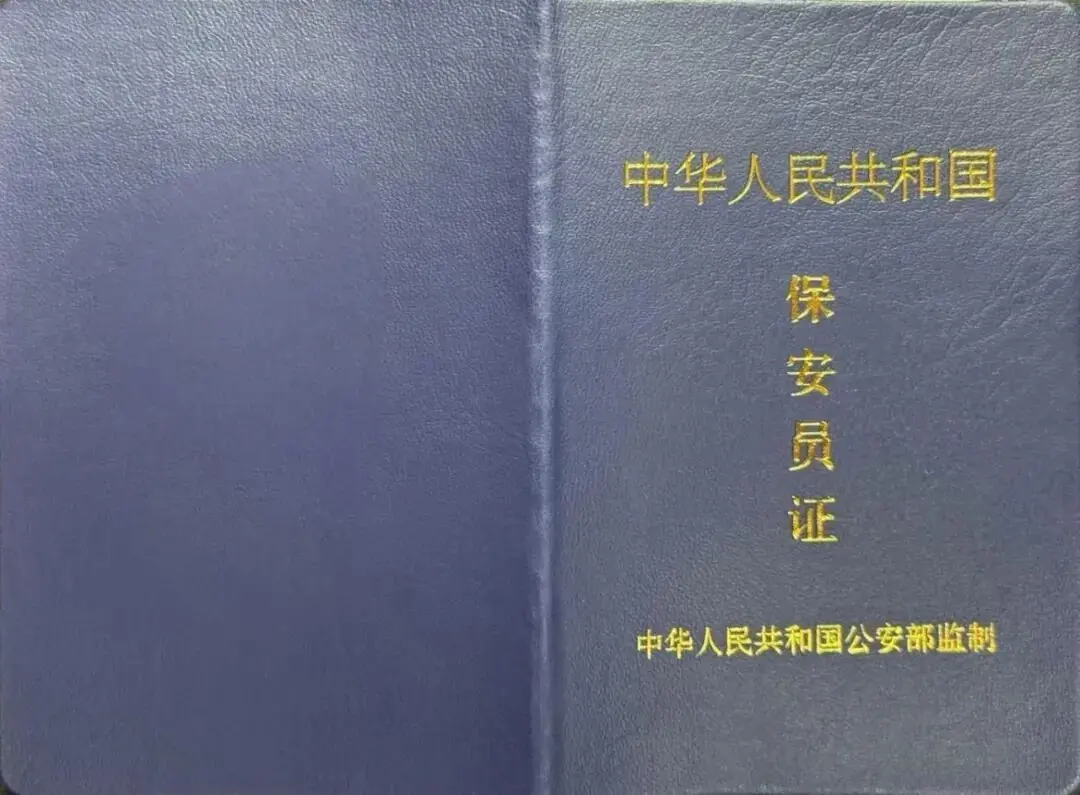 中华人民共和国
保安员证
中华人民共和国公安部监制